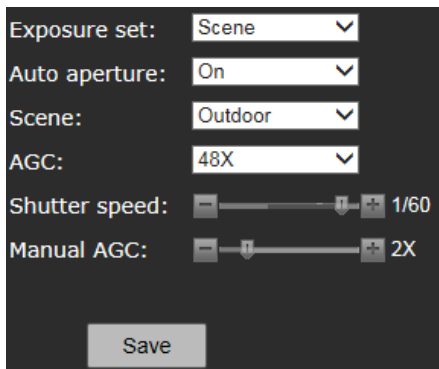 Exposure set: Scene
Auto aperture: On
Scene: Outdoor
AGC: 48X
Shutter speed: 1/60
Manual AGC: 2X
Save